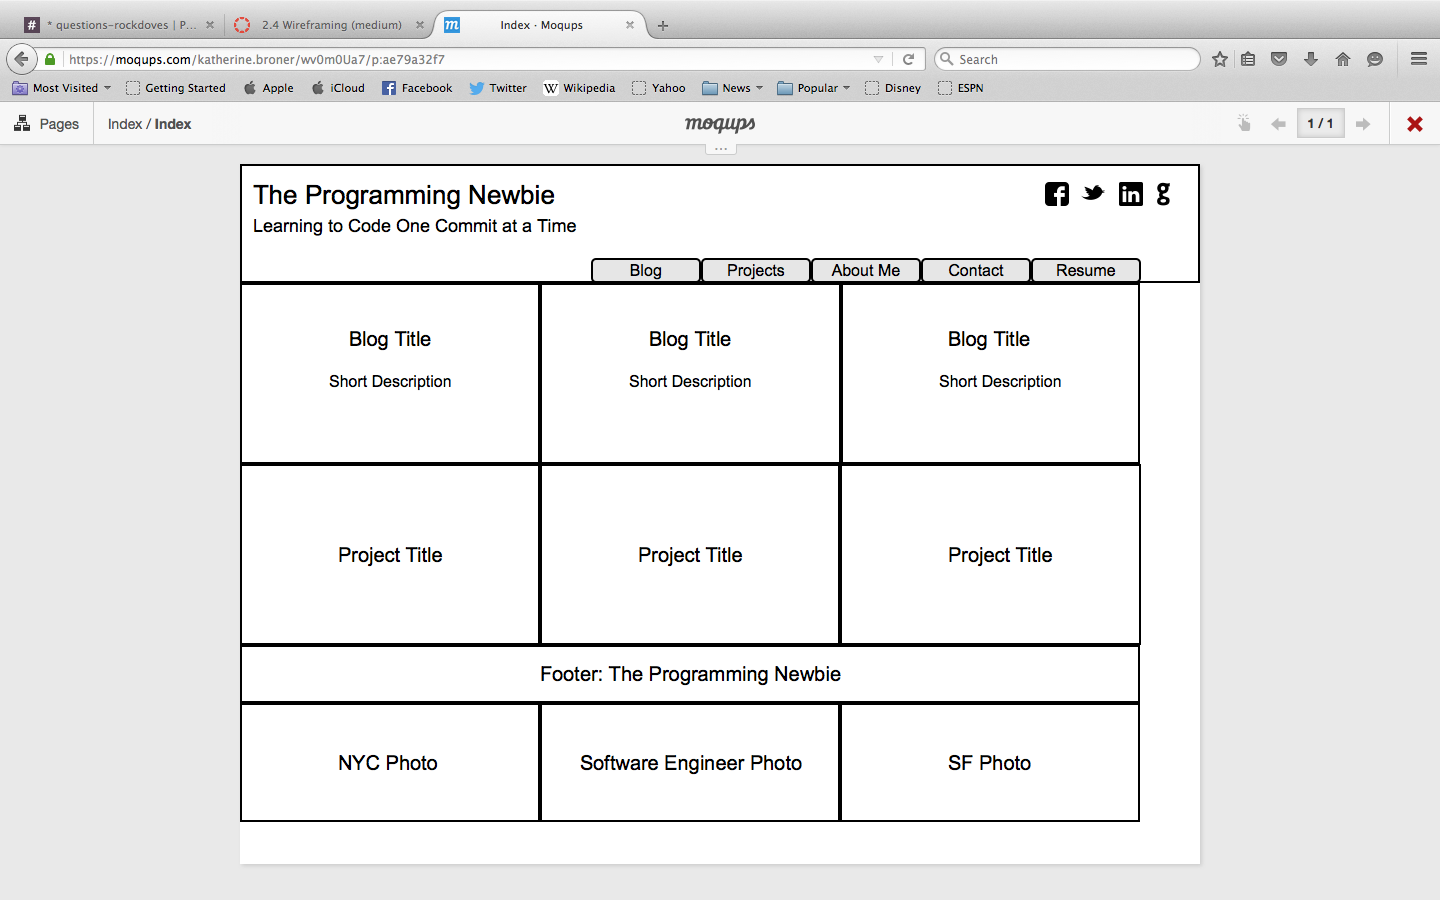 * questions-rockdoves | P...
2.4 Wireframing (medium)
Index · Moqups
https://moqups.com/katherine.broner/wv0m0Ua7/p:ae79a32f7
Search
Most Visited Getting Started Apple iCloud Facebook Twitter Wikipedia Yahoo News Popular Disney ESPN
Pages Index / Index moqups 1 / 1
The Programming Newbie
Learning to Code One Commit at a Time
Blog Projects About Me Contact Resume
Blog Title Blog Title Blog Title
Short Description Short Description Short Description
Project Title Project Title Project Title
Footer: The Programming Newbie
NYC Photo Software Engineer Photo SF Photo